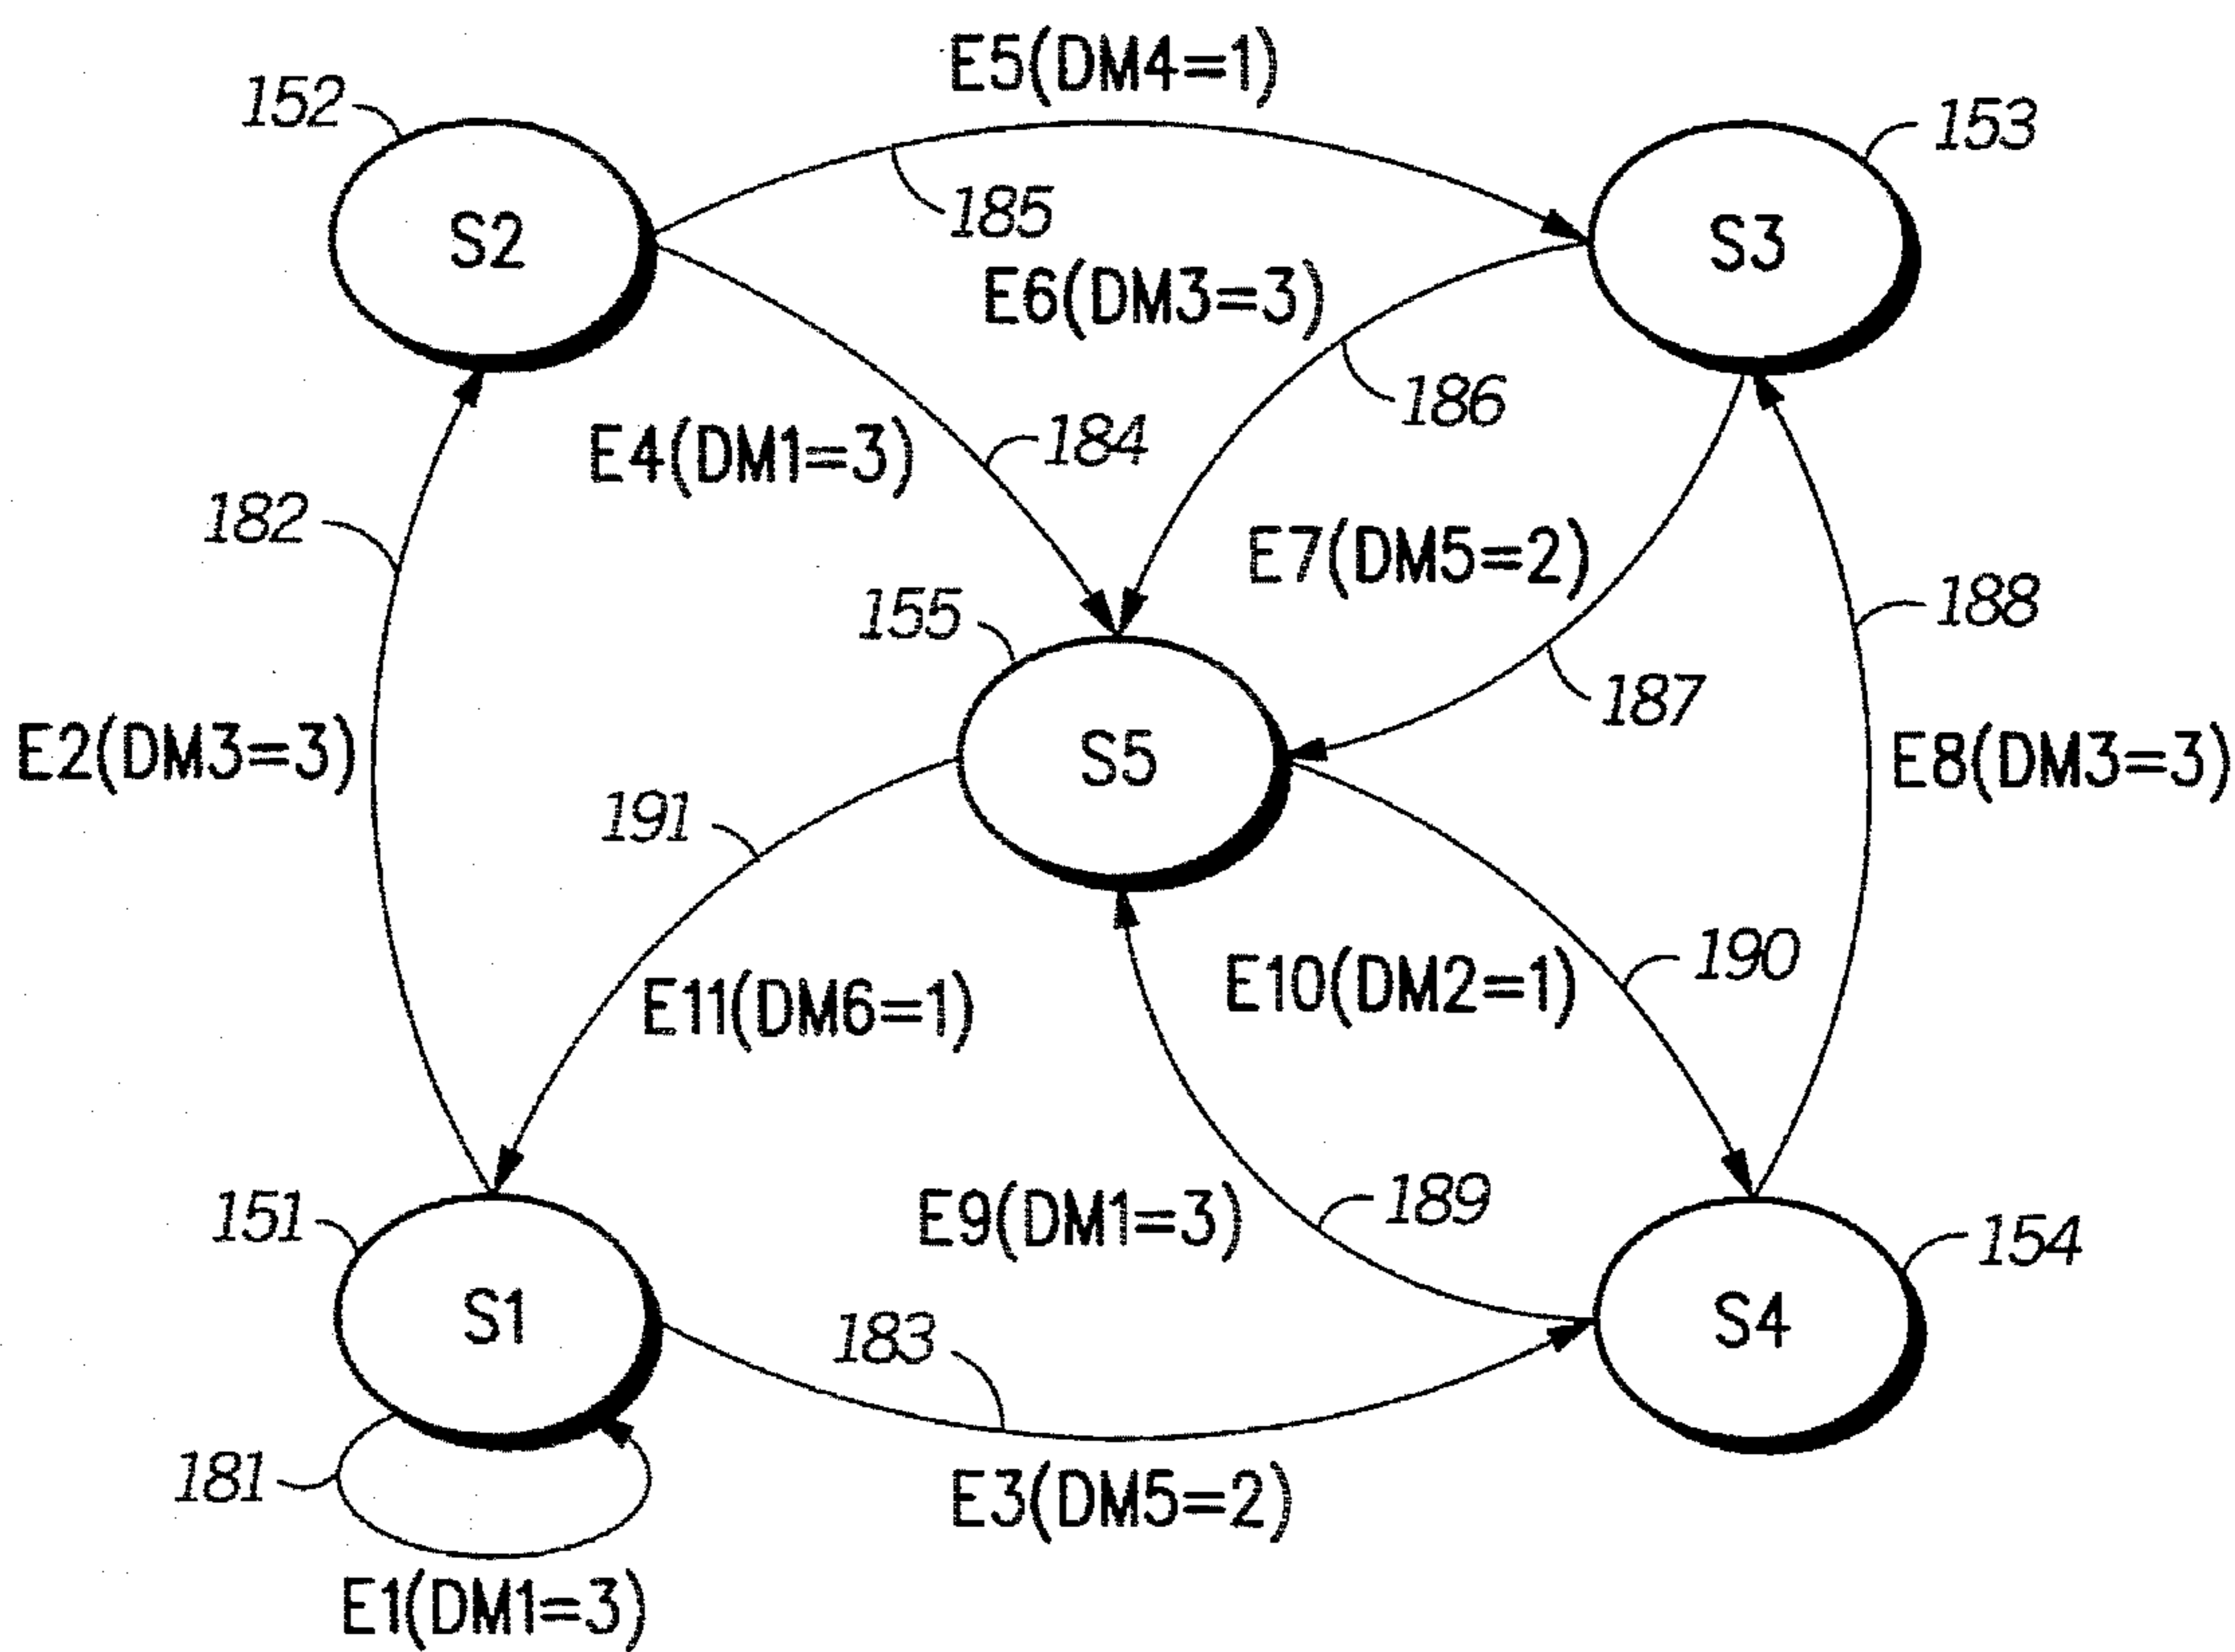 E5(DM4=1)
152
153
185
S2
S3
E6(DM3=3)
186
E4(DM1=3)
184
182
E7(DM5=2)
155
188
187
E2(DM3=3)
S5
E8(DM3=3)
191
190
E11(DM6=1)
E10(DM2=1)
151
E9(DM1=3)
189
154
S1
183
S4
181
E3(DM5=2)
E1(DM1=3)